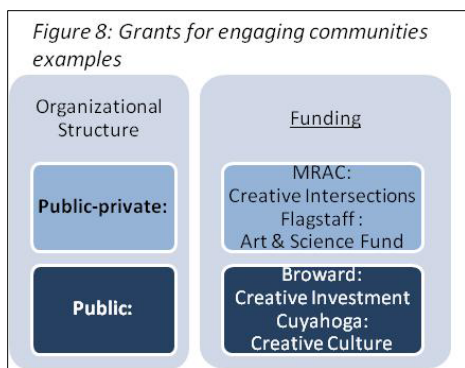 Figure 8: Grants for engaging communities
examples
Organizational
Structure
Public-private:
Public:
Funding
MRAC:
Creative Intersections
Flagstaff :
Art & Science Fund
Broward:
Creative Investment
Cuyahoga:
Creative Culture